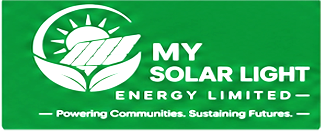 MY
SOLAR LIGHT
ENERGY LIMITED—
— Powering Communities. Sustaining Futures. —